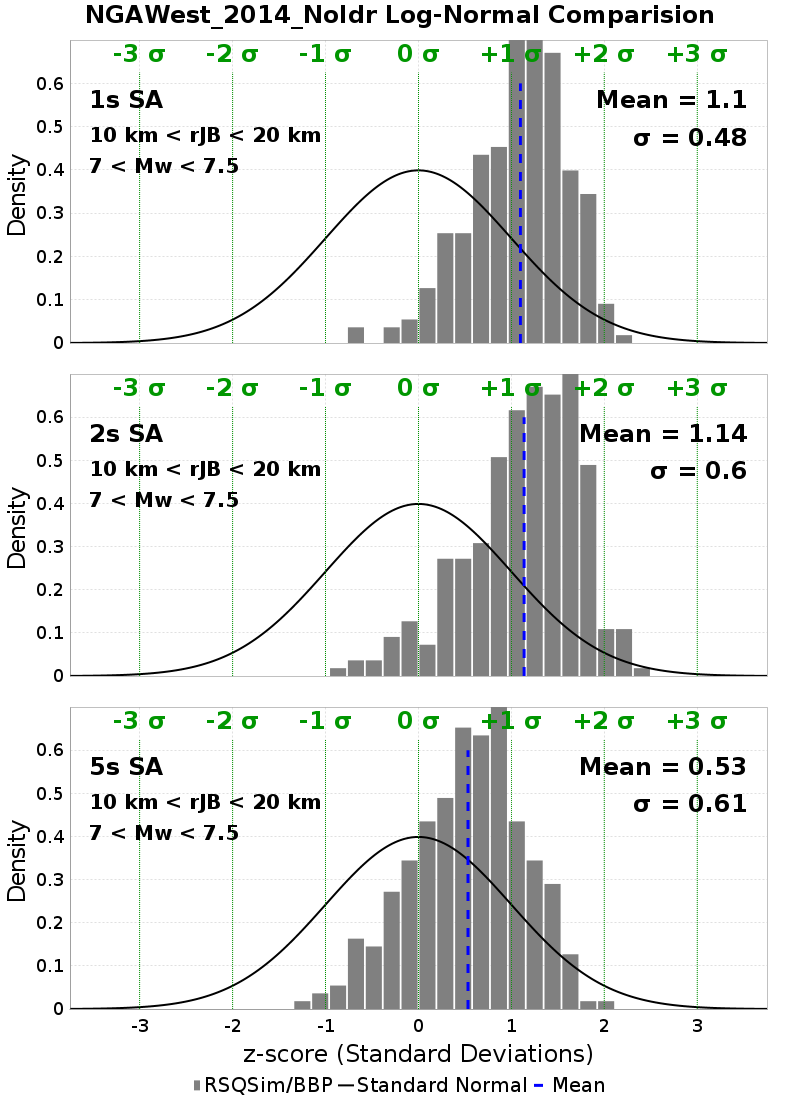 NGAWest_2014_NoIdr Log-Normal Comparision
-3 σ -2 σ -1 σ 0 σ +1 σ +2 σ +3 σ
1s SA Mean = 1.1
10 km < rJB < 20 km σ = 0.48
7 < Mw < 7.5
Density
0.6
0.5
0.4
0.3
0.2
0.1
0
-3 σ -2 σ -1 σ 0 σ +1 σ +2 σ +3 σ
2s SA Mean = 1.14
10 km < rJB < 20 km σ = 0.6
7 < Mw < 7.5
Density
0.6
0.5
0.4
0.3
0.2
0.1
0
-3 σ -2 σ -1 σ 0 σ +1 σ +2 σ +3 σ
5s SA Mean = 0.53
10 km < rJB < 20 km σ = 0.61
7 < Mw < 7.5
Density
0.6
0.5
0.4
0.3
0.2
0.1
0
-3 -2 -1 0 1 2 3
z-score (Standard Deviations)
RSQSim/BBP Standard Normal Mean